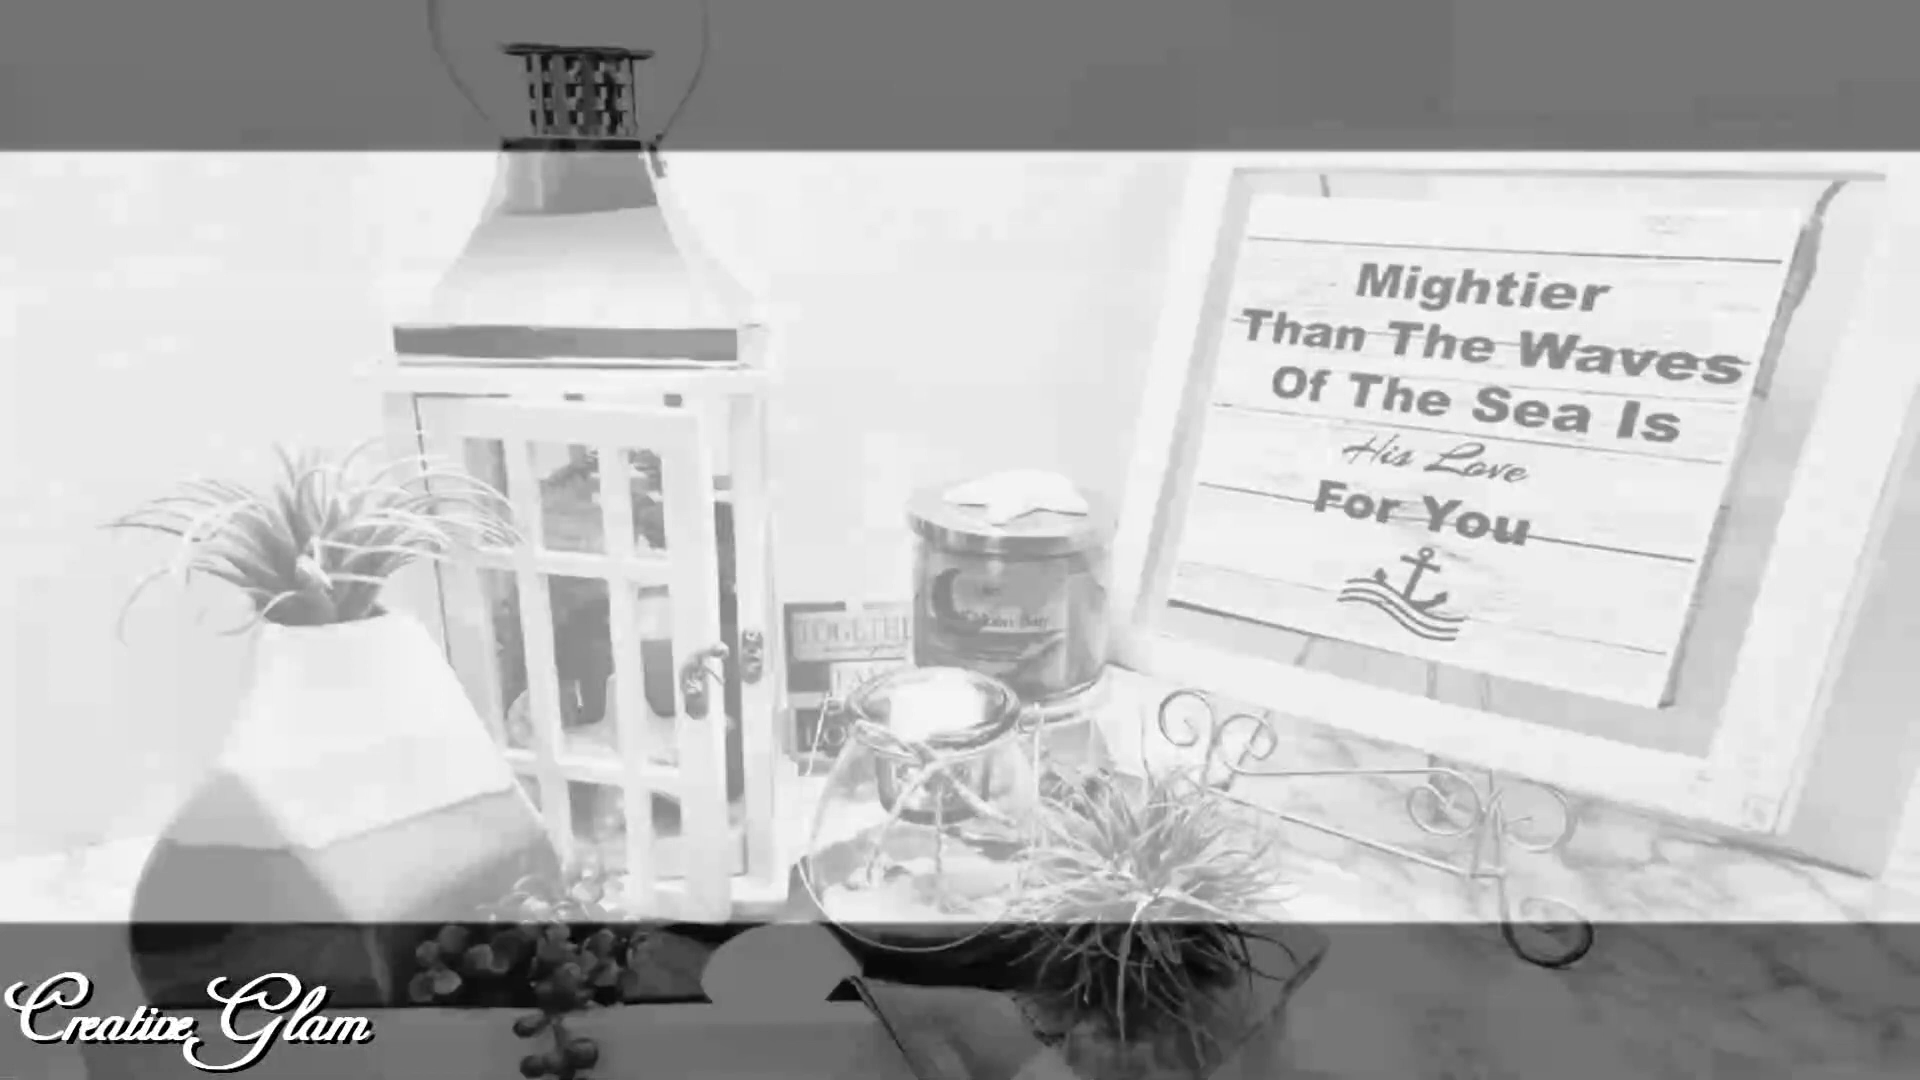 Mightier
Than The Waves
Of The Sea Is
His Love
For You
Creative Glam